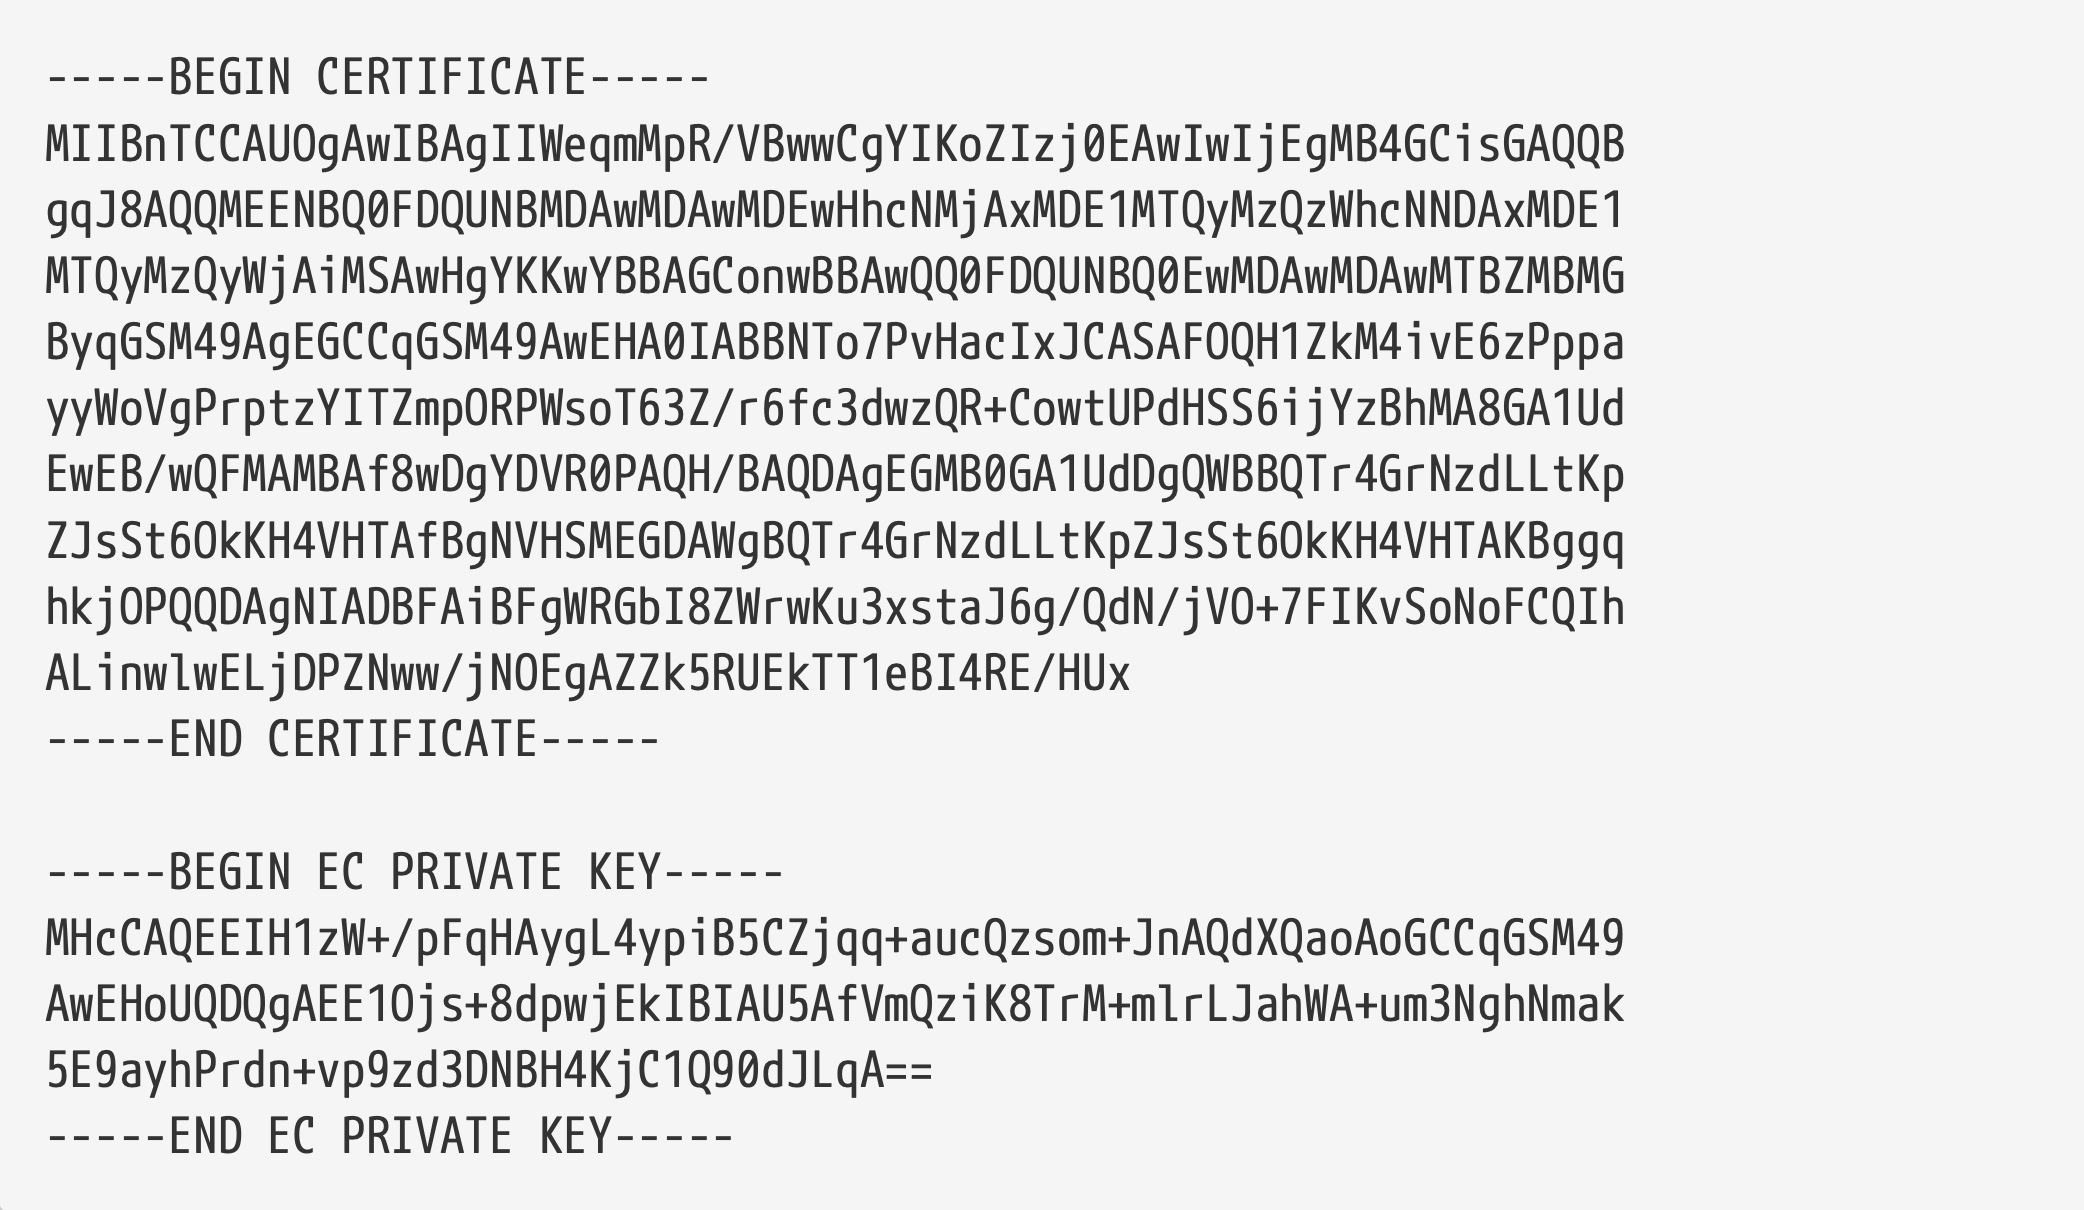 -----BEGIN CERTIFICATE-----
MIIBnTCCAUOgAwIBAgIIWeqmMpR/VBwwCgYIKoZIzj0EAwIwIjEgMB4GCisGAQQB
gqJ8AQQMEENBQ0FDQUNBMDAwMDAwMDEwHhcNMjAxMDE1MTQyMzQzWhcNNDAxMDE1
MTQyMzQyWjAiMSAwHgYKKwYBBAGConwBBAwQQ0FDQUNBQ0EwMDAwMDAwMTBZMBMG
ByqGSM49AgEGCCqGSM49AwEHA0IABBNTo7PvHacIxJCASAFOQH1ZkM4ivE6zPppa
yyWoVgPrptzYITZmpORPWsoT63Z/r6fc3dwzQR+CowtUPdHSS6ijYzBhMA8GA1Ud
EwEB/wQFMAMBAf8wDgYDVR0PAQH/BAQDAgEGMB0GA1UdDgQWBBQTr4GrNzdLLtKp
ZJsSt6OkKH4VHTAfBgNVHSMEGDAWgBQTr4GrNzdLLtKpZJsSt6OkKH4VHTAKBggq
hkjOPQQDAgNIADBFAiBFgWRGbI8ZWrwKu3xstaJ6g/QdN/jVO+7FIKvSoNoFCQIh
ALinwlwELjDPZNww/jNOEgAZZk5RUEkTT1eBI4RE/HUx
-----END CERTIFICATE-----

-----BEGIN EC PRIVATE KEY-----
MHcCAQEEIH1zW+/pFqHAygL4ypiB5CZjqq+aucQzsom+JnAQdXQaoAoGCCqGSM49
AwEHoUQDQgAEE1Ojs+8dpwjEkIBIAU5AfVmQziK8TrM+mlrLJahWA+um3NghNmak
5E9ayhPrdn+vp9zd3DNBH4KjC1Q90dJLqA==
-----END EC PRIVATE KEY-----